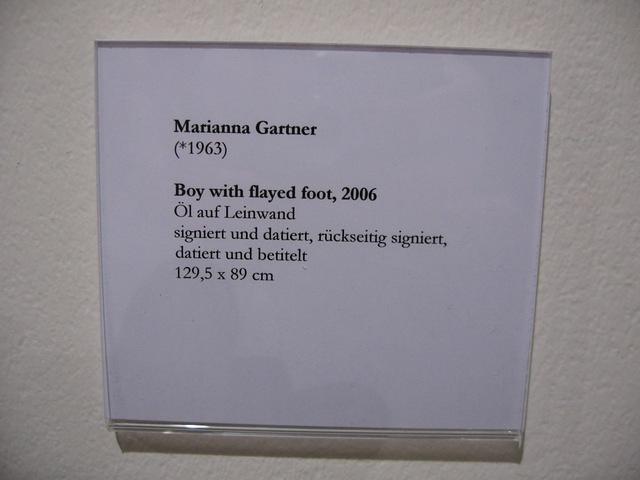 Marianna Gartner
(*1963)
Boy with flayed foot, 2006
Öl auf Leinwand
signiert und datiert, rückseitig signiert,
datiert und betitelt
129,5 x 89 cm